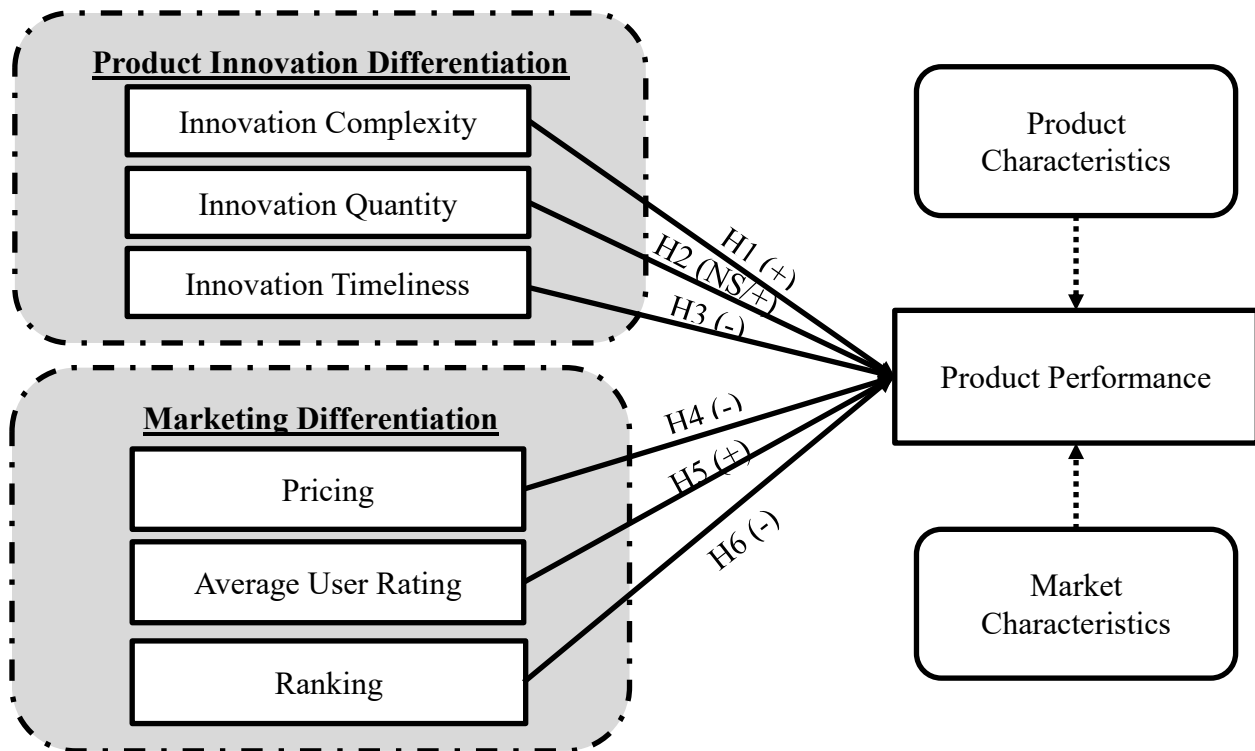 Product Innovation Differentiation
Innovation Complexity
Innovation Quantity
Innovation Timeliness
H1 (+)
H2 (NS/+)
H3 (-)
Marketing Differentiation
Pricing
Average User Rating
Ranking
H4 (-)
H5 (+)
H6 (-)
Product
Characteristics
Product Performance
Market
Characteristics